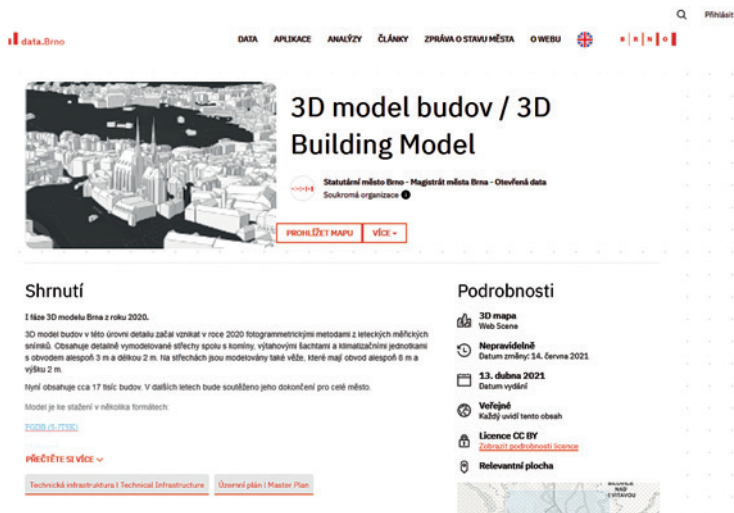 Přihlásit
data.Brno
DATA APLIKACE ANALÝZY ČLÁNKY ZPRÁVA O STAVU MĚSTA O WEBU
B | R | N | O
3D model budov / 3D
Building Model
Statutární město Brno - Magistrát města Brna - Otevřená data
Soukromá organizace
PROHLÍŽET MAPU VÍCE
Shrnutí
I fáze 3D modelu Brna z roku 2020.
3D model budov v této úrovni detailu začal vznikat v roce 2020 fotogrammetrickými metodami z leteckých měřických
snímků. Obsahuje detailně vymodelované střechy spolu s komíny, výtahovými šachtami a klimatizačními jednotkami
s obvodem alespoň 3 m a délkou 2 m. Na střechách jsou modelovány také věže, které mají obvod alespoň 8 m a
výšku 2 m.
Nyní obsahuje cca 17 tisíc budov. V dalších letech bude soutěženo jeho dokončení pro celé město.
Model je ke stažení v několika formátech:
FGDB (S-JTSK)
PŘEČTĚTE SI VÍCE
Technická infrastruktura I Technical Infrastructure Územní plán I Master Plan
Podrobnosti
3D mapa
Web Scene
Nepravidelně
Datum změny: 14. června 2021
13. dubna 2021
Datum vydání
Veřejné
Každý uvidí tento obsah
Licence CC BY
Zobrazit podrobnosti licence
Relevantní plocha
BÍLOVICE
NAD
SVITAVOU